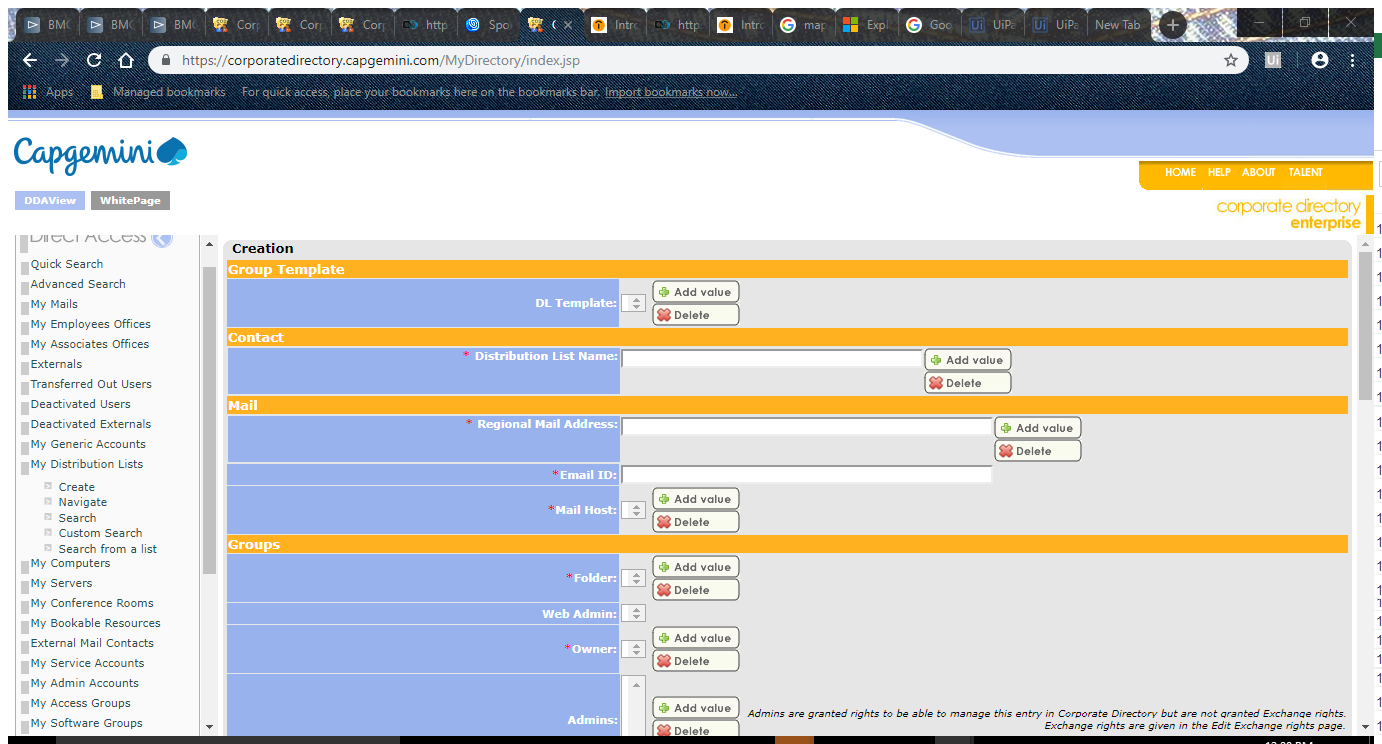 BMC BMC BMC Corp Corp Corp http Spo C Intro http Intro map Expl Goo UiPa UiPa New Tab
https://corporatedirectory.capgemini.com/MyDirectory/index.jsp UI
Apps Managed bookmarks For quick access, place your bookmarks here on the bookmarks bar. Import bookmarks now...
Capgemini
HOME HELP ABOUT TALENT
DDAView WhitePage
corporate directory
enterprise
Direct Access
Quick Search
Advanced Search
My Mails
My Employees Offices
My Associates Offices
Externals
Transferred Out Users
Deactivated Users
Deactivated Externals
My Generic Accounts
My Distribution Lists
Create
Navigate
Search
Custom Search
Search from a list
My Computers
My Servers
My Conference Rooms
My Bookable Resources
External Mail Contacts
My Service Accounts
My Admin Accounts
My Access Groups
My Software Groups
Creation
Group Template
DL Template: Add value
Delete
Contact
* Distribution List Name: Add value
Delete
Mail
* Regional Mail Address: Add value
Delete
*Email ID:
*Mail Host: Add value
Delete
Groups
*Folder: Add value
Delete
Web Admin:
*Owner: Add value
Delete
Admins: Add value
Delete
Admins are granted rights to be able to manage this entry in Corporate Directory but are not granted Exchange rights.
Exchange rights are given in the Edit Exchange rights page.